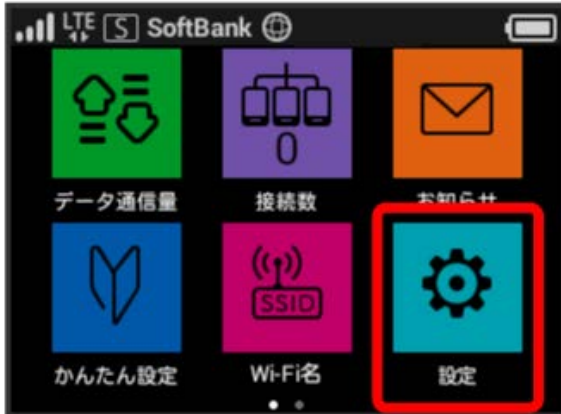 LTE S SoftBank
0
データ通信量 接続数 お知らせ
SSID
かんたん設定 Wi-Fi名 設定